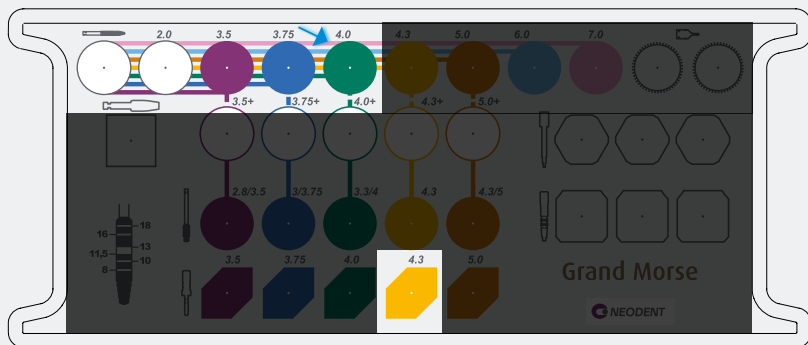 2.0 3.5 3.75 4.0 4.3 5.0 6.0 7.0
3.5+ 3.75+ 4.0+ 4.3+ 5.0+
2.8/3.5 3/3.75 3.3/4 4.3 4.3/5
18
16
13
11,5
10
8
3.5 3.75 4.0 4.3 5.0
Grand Morse
NEODENT